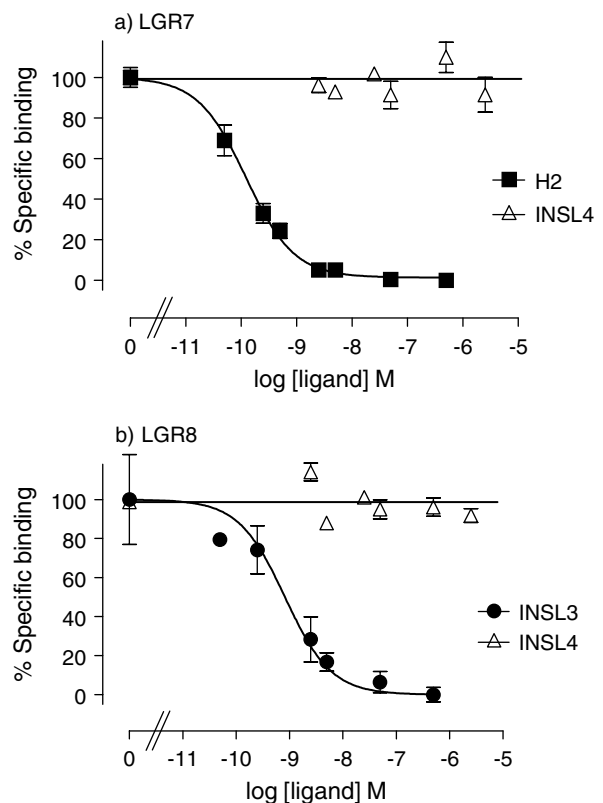 a) LGR7
% Specific binding
100
80
60
40
20
0
H2
INSL4
0 -11 -10 -9 -8 -7 -6 -5
log [ligand] M
b) LGR8
% Specific binding
100
80
60
40
20
0
INSL3
INSL4
0 -11 -10 -9 -8 -7 -6 -5
log [ligand] M